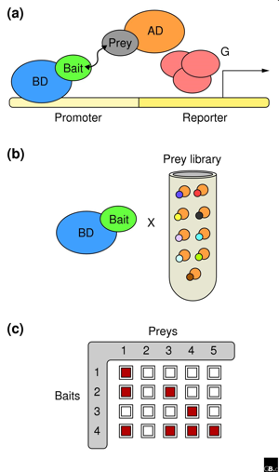 (a)
AD
Prey
G
Bait
BD
Promoter Reporter
(b)
Prey library
Bait
BD
X
(c)
Preys
1 2 3 4 5
Baits
1
2
3
4